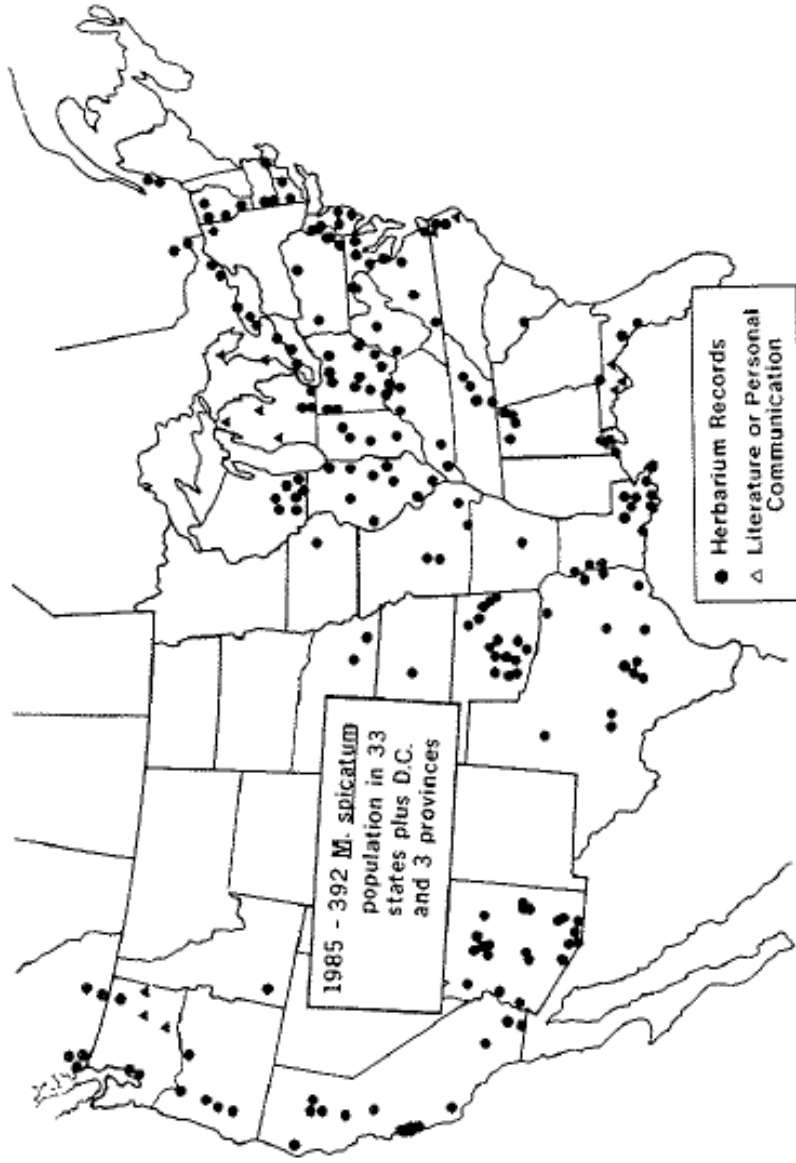 1985 - 392 M. spicatum
population in 33
states plus D.C.
and 3 provinces
● Herbarium Records
△ Literature or Personal
Communication